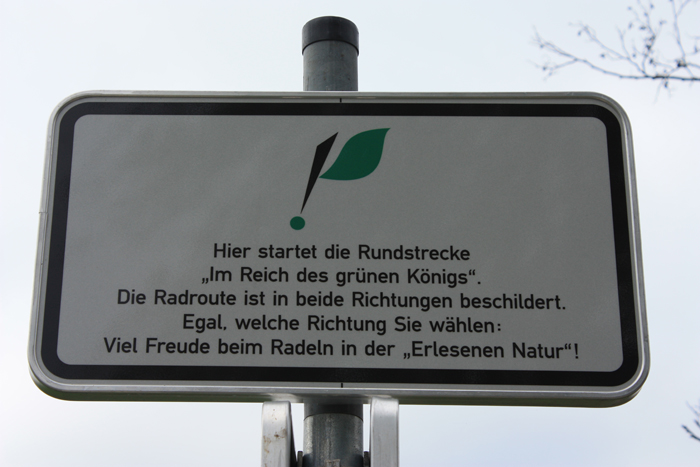 Hier startet die Rundstrecke
„Im Reich des grünen Königs“.
Die Radroute ist in beide Richtungen beschildert.
Egal, welche Richtung Sie wählen:
Viel Freude beim Radeln in der „Erlesenen Natur“!